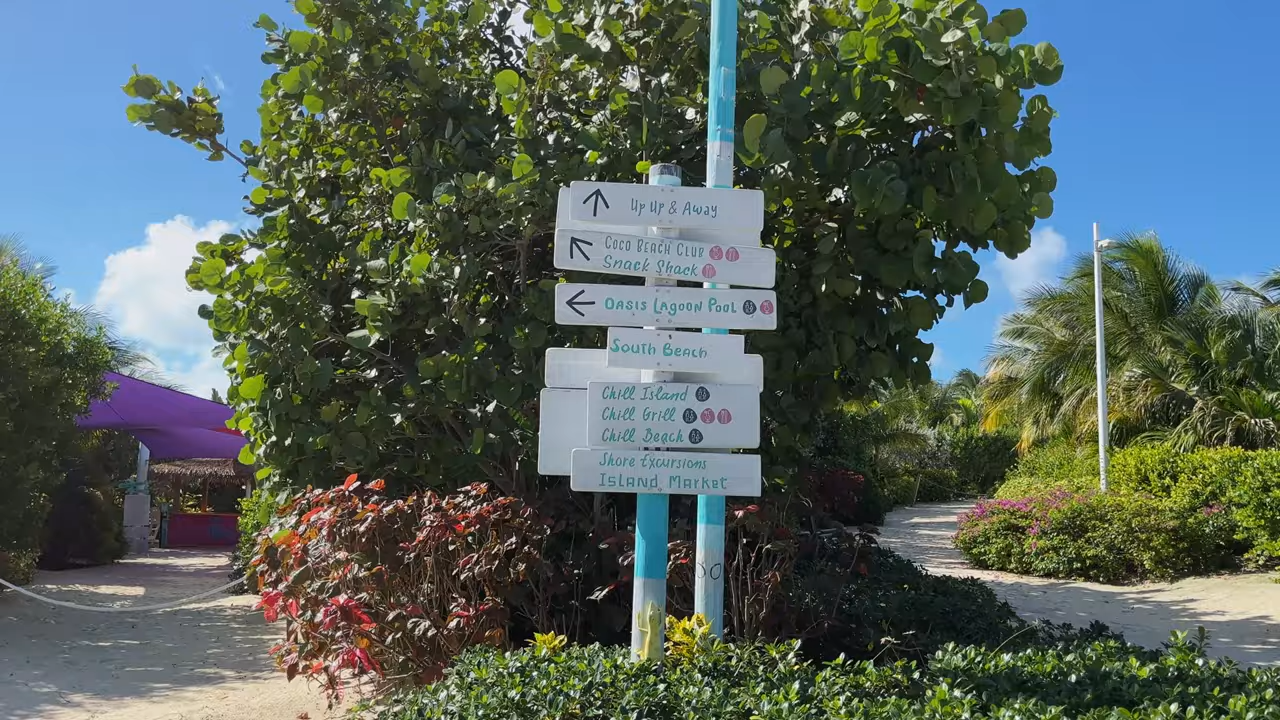 Up Up & Away
Coco Beach Club
Snack Shack
Oasis Lagoon Pool
South Beach
Chill Island
Chill Grill
Chill Beach
Shore Excursions
Island Market